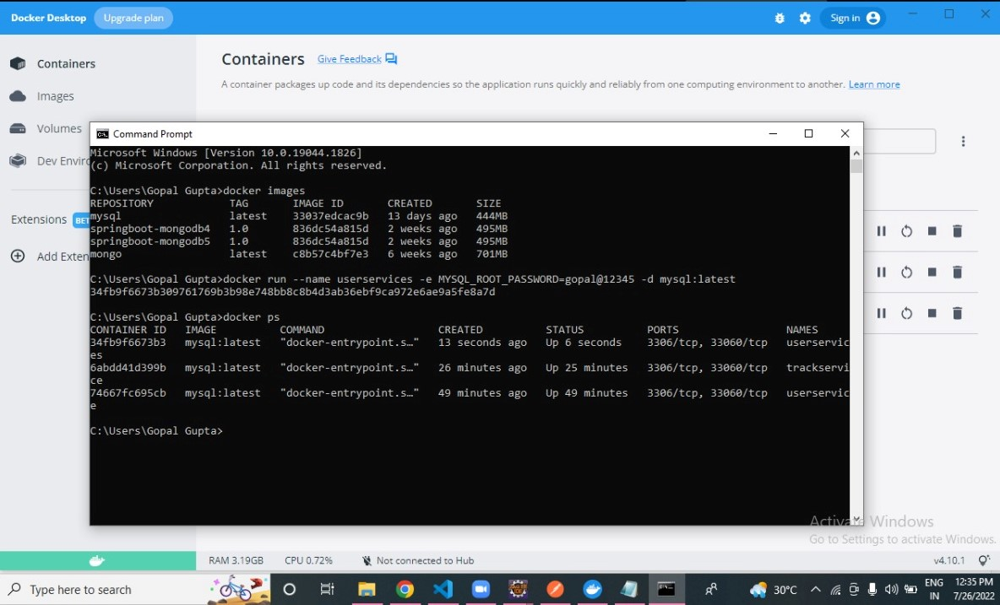 Docker Desktop Upgrade plan Sign in
Containers
Images
Volumes
Dev Enviro
Extensions BET
Add Exten
Containers Give Feedback
A container packages up code and its dependencies so the application runs quickly and reliably from one computing environment to another. Learn more
Command Prompt
Microsoft Windows [Version 10.0.19044.1826]
(c) Microsoft Corporation. All rights reserved.
C:\Users\Gopal Gupta>docker images
REPOSITORY TAG IMAGE ID CREATED SIZE
mysql latest 33037edcac9b 13 days ago 444MB
springboot-mongodb4 1.0 836dc54a815d 2 weeks ago 495MB
springboot-mongodb5 1.0 836dc54a815d 2 weeks ago 495MB
mongo latest c8b57c4bf7e3 6 weeks ago 701MB
C:\Users\Gopal Gupta>docker run --name userservices -e MYSQL_ROOT_PASSWORD=gopal@12345 -d mysql:latest
34fb9f6673b309761769b3b98e748bb8c8b4d3ab36ebf9ca972e6ae9a5fe8a7d
C:\Users\Gopal Gupta>docker ps
CONTAINER ID IMAGE COMMAND CREATED STATUS PORTS NAMES
34fb9f6673b3 mysql:latest "docker-entrypoint.s…" 13 seconds ago Up 6 seconds 3306/tcp, 33060/tcp userservic
es
6abdd41d399b mysql:latest "docker-entrypoint.s…" 26 minutes ago Up 25 minutes 3306/tcp, 33060/tcp trackservi
ce
74667fc695cb mysql:latest "docker-entrypoint.s…" 49 minutes ago Up 49 minutes 3306/tcp, 33060/tcp userservic
e
C:\Users\Gopal Gupta>
Activate Windows
Go to Settings to activate Windows.
RAM 3.19GB CPU 0.72% Not connected to Hub v4.10.1
Type here to search 30°C ENG 12:35 PM
IN 7/26/2022